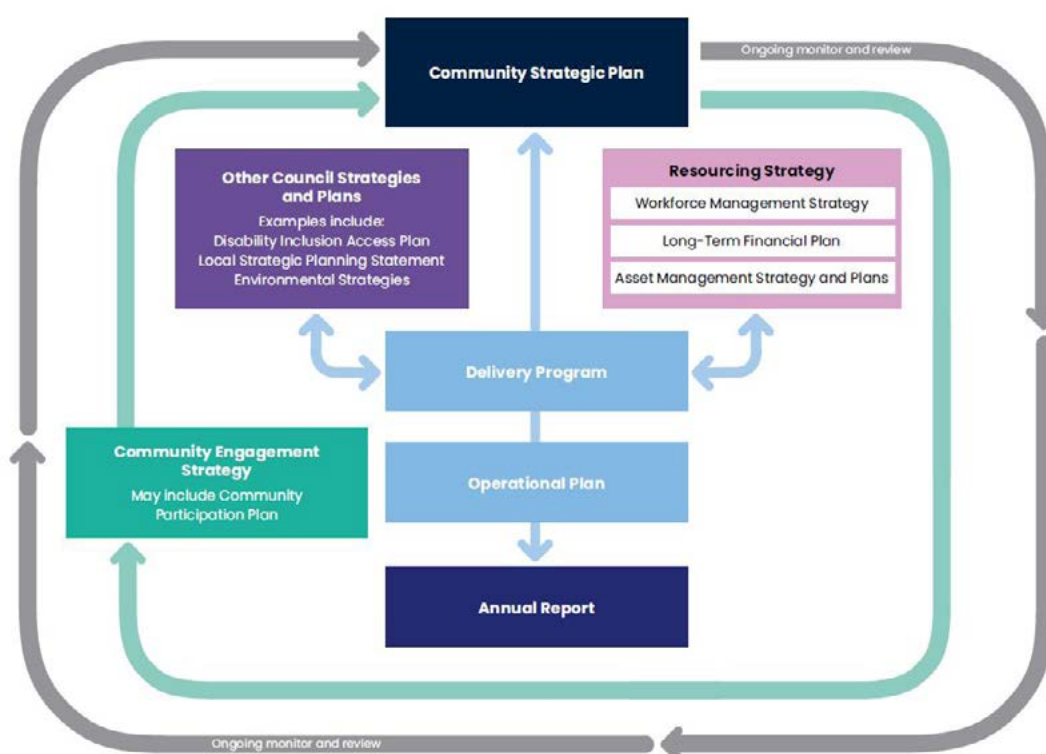 Ongoing monitor and review
Community Strategic Plan
Other Council Strategies
and Plans
Examples include:
Disability Inclusion Access Plan
Local Strategic Planning Statement
Environmental Strategies
Resourcing Strategy
Workforce Management Strategy
Long-Term Financial Plan
Asset Management Strategy and Plans
Delivery Program
Community Engagement
Strategy
May include Community
Participation Plan
Operational Plan
Annual Report
Ongoing monitor and review